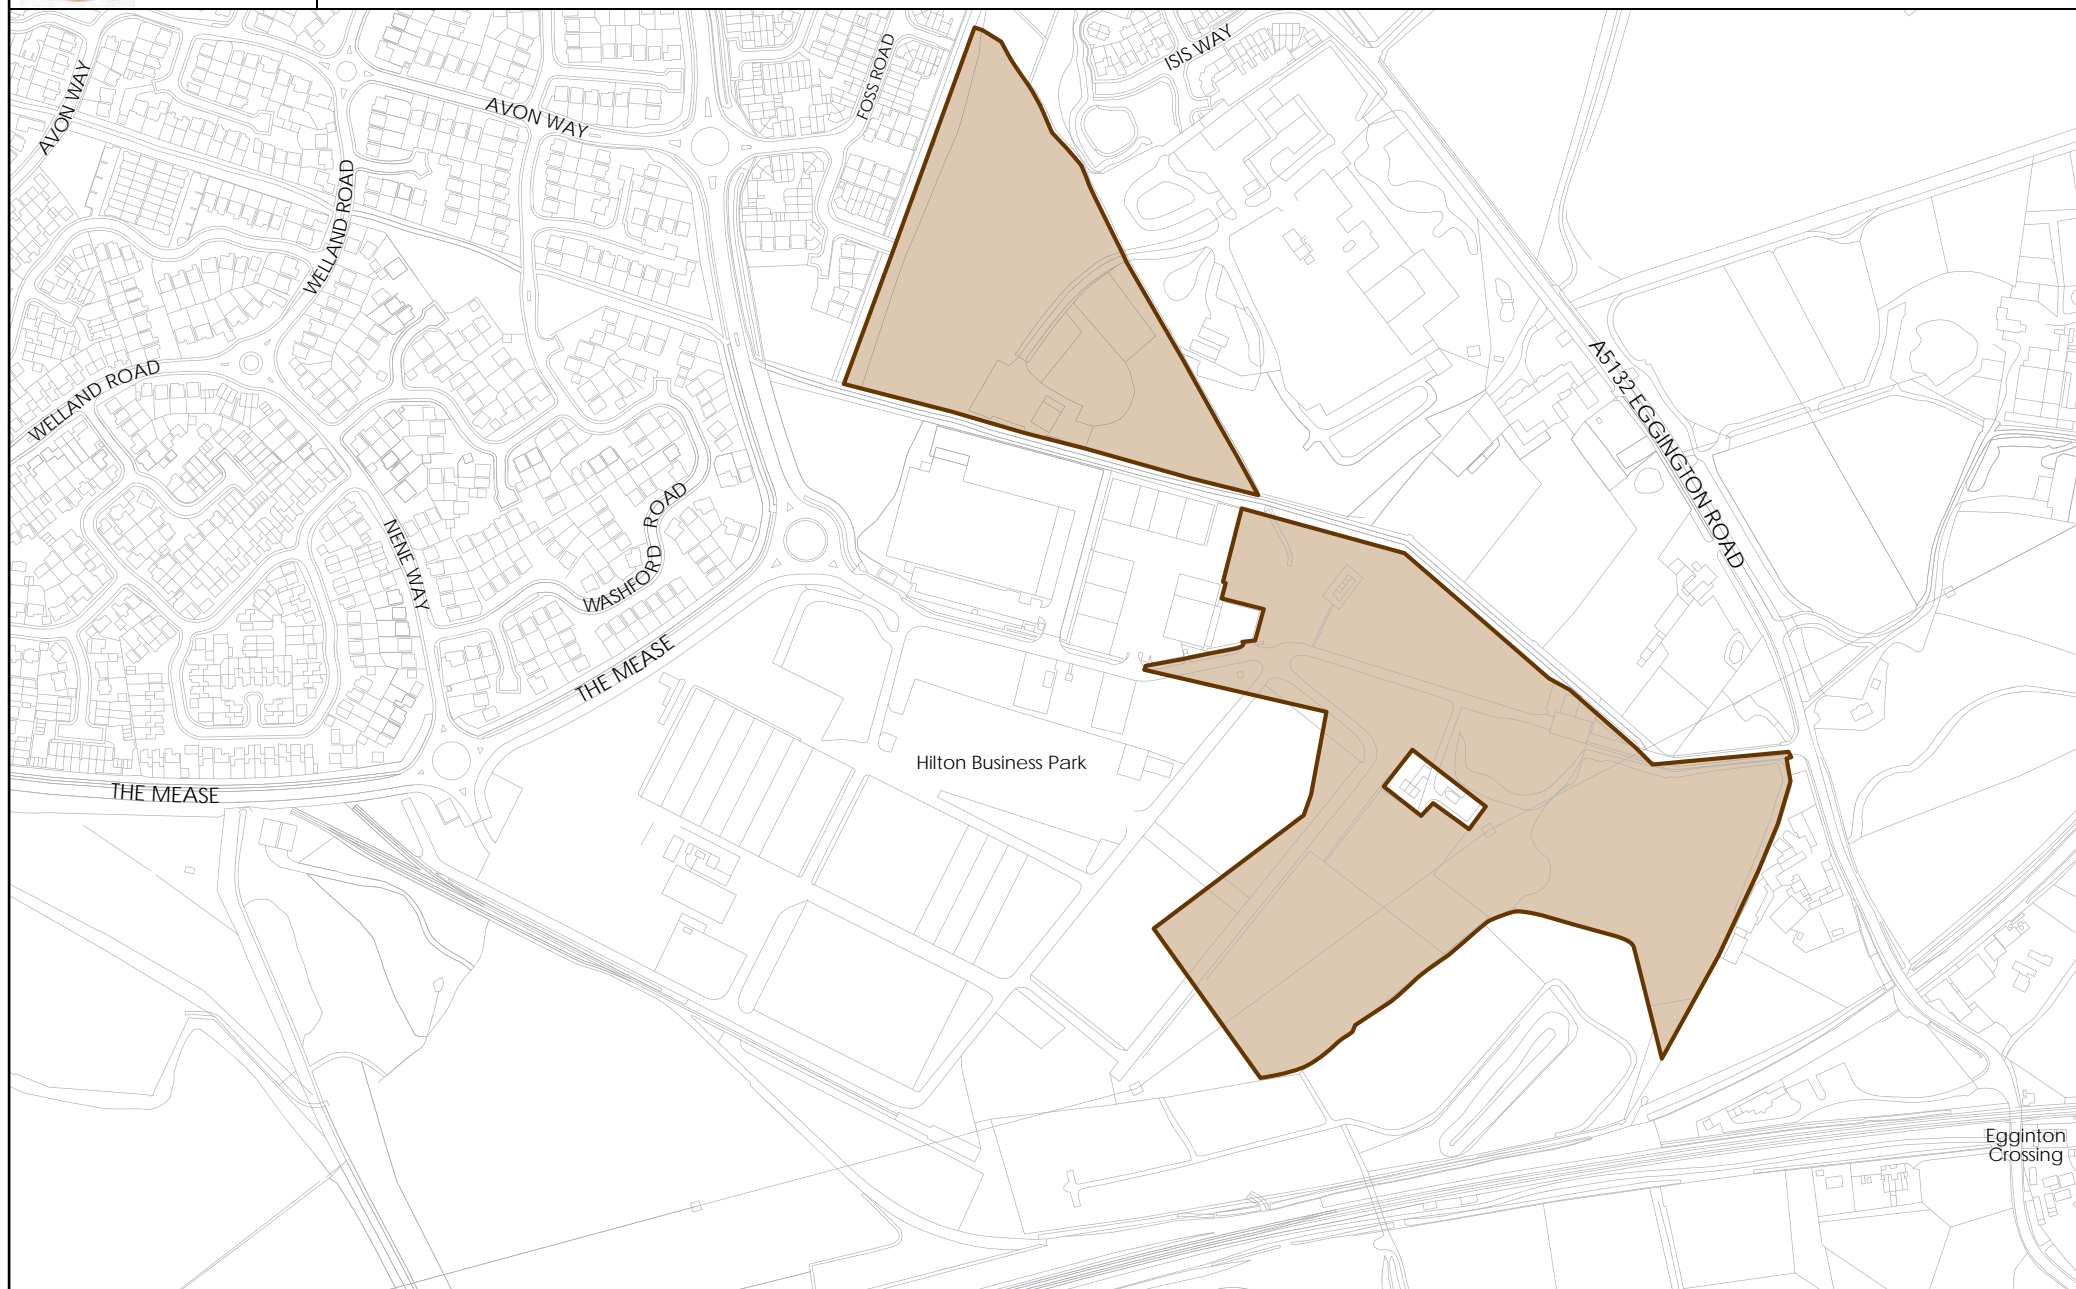 ISIS WAY
FOSS ROAD
AVON WAY
AVON WAY
WELLAND ROAD
WELLAND ROAD
A5132 EGGINGTON ROAD
NENE WAY
WASHFORD ROAD
THE MEASE
Hilton Business Park
THE MEASE
Egginton
Crossing